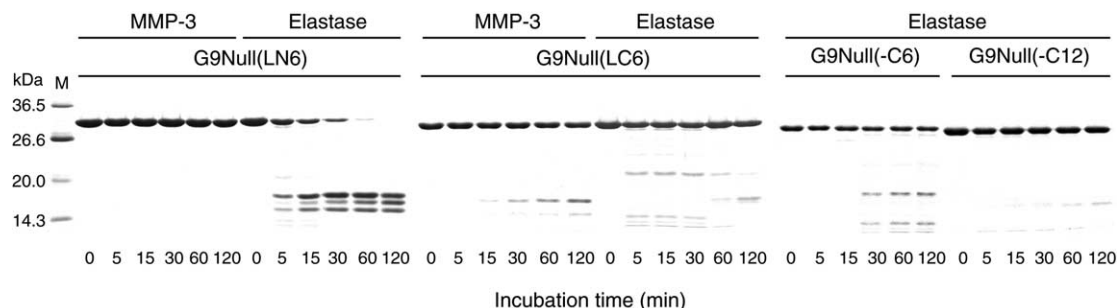 MMP-3 Elastase MMP-3 Elastase Elastase
G9Null(LN6) G9Null(LC6) G9Null(-C6) G9Null(-C12)
kDa M
36.5
26.6
20.0
14.3
0 5 15 30 60 120 0 5 15 30 60 120 0 5 15 30 60 120 0 5 15 30 60 120 0 5 15 30 60 120 0 5 15 30 60 120
Incubation time (min)